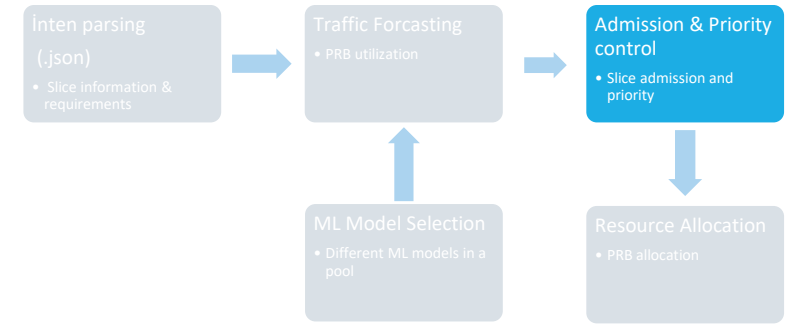 İnten parsing
(.json)
• Slice information &
requirements
Traffic Forcasting
• PRB utilization
Admission & Priority
control
• Slice admission and
priority
ML Model Selection
• Different ML models in a
pool
Resource Allocation
• PRB allocation